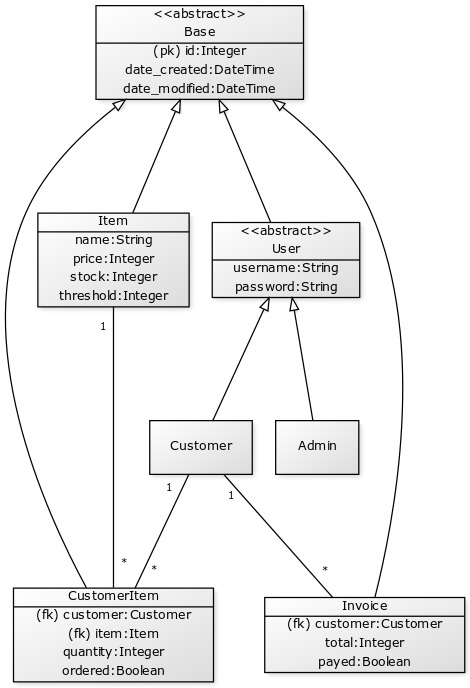 <<abstract>>
Base
(pk) id:Integer
date_created:DateTime
date_modified:DateTime
Item
name:String
price:Integer
stock:Integer
threshold:Integer
<<abstract>>
User
username:String
password:String
1
Customer
Admin
1
1
*
*
*
CustomerItem
(fk) customer:Customer
(fk) item:Item
quantity:Integer
ordered:Boolean
Invoice
(fk) customer:Customer
total:Integer
payed:Boolean